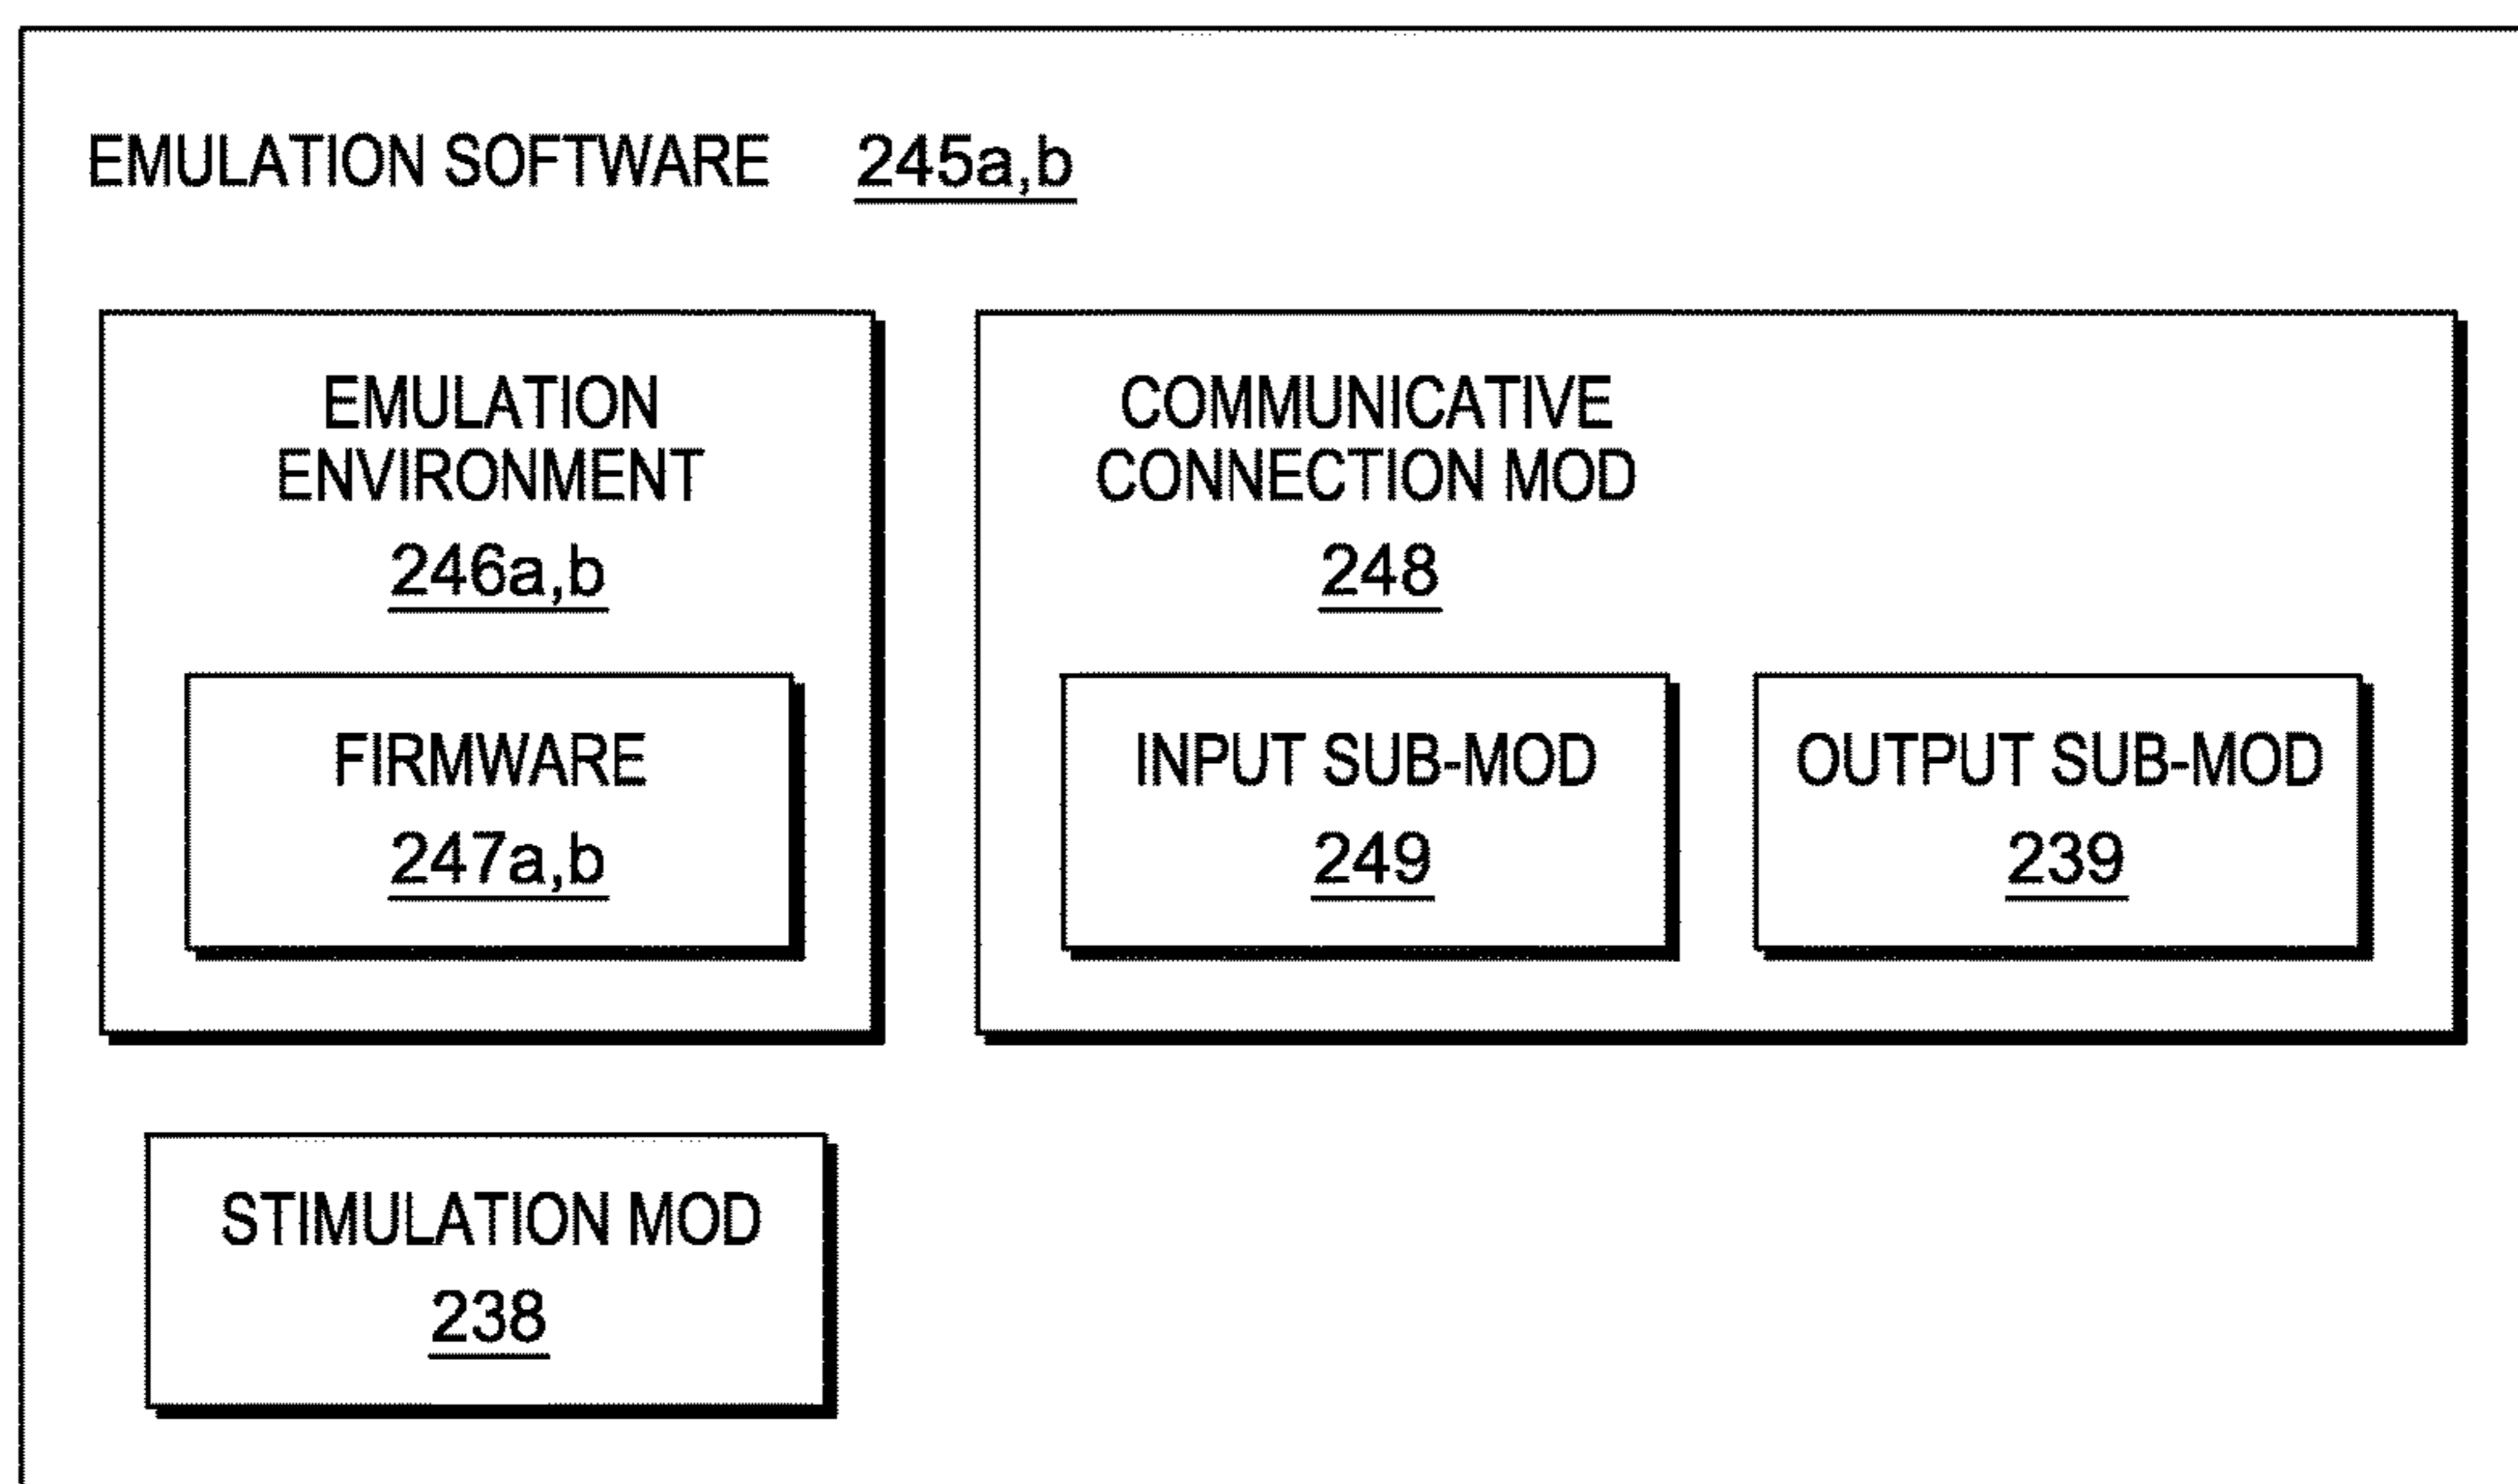 EMULATION SOFTWARE 245a,b
EMULATION
ENVIRONMENT
246a,b
FIRMWARE
247a,b
COMMUNICATIVE
CONNECTION MOD
248
INPUT SUB-MOD
249
OUTPUT SUB-MOD
239
STIMULATION MOD
238